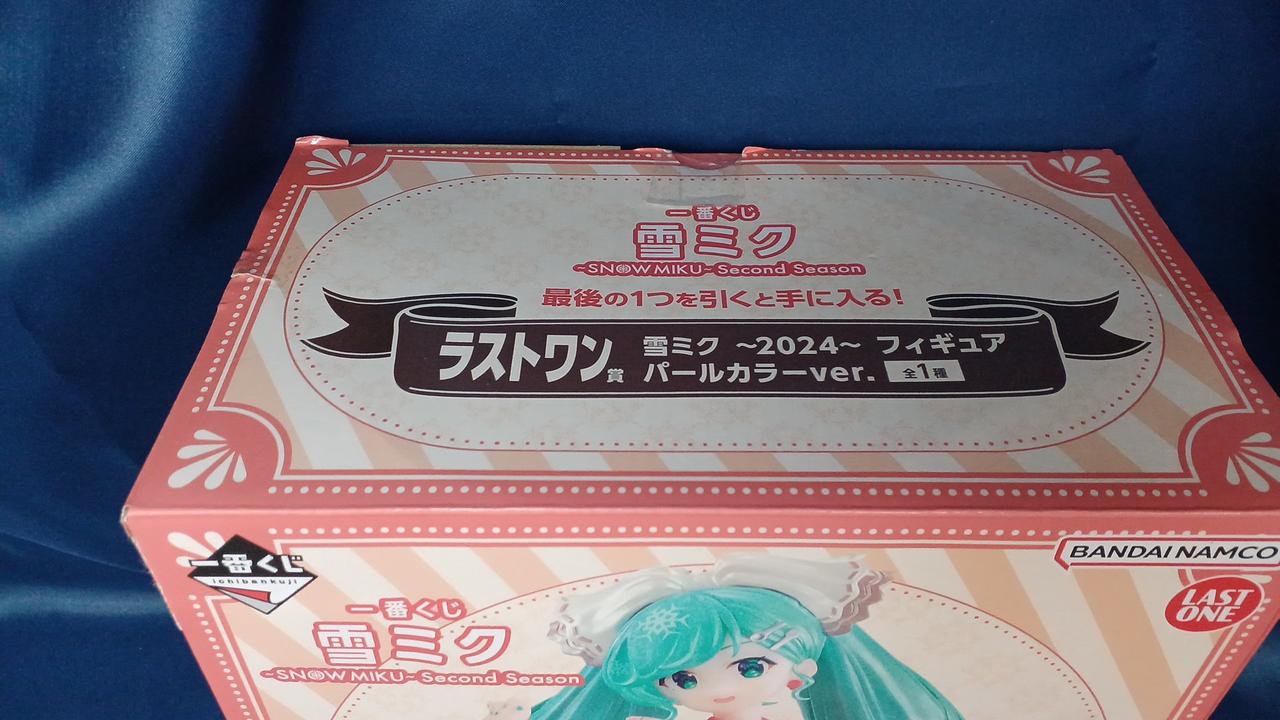 一番くじ
雪ミク
~SNOW MIKU~ Second Season
最後の1つを引くと手に入る!
ラストワン賞
雪ミク ~2024~ フィギュア
パールカラーver. 全1種
一番くじ
ichibankuji
一番くじ
雪ミク
~SNOW MIKU~ Second Season
BANDAI NAMCO
LAST
ONE